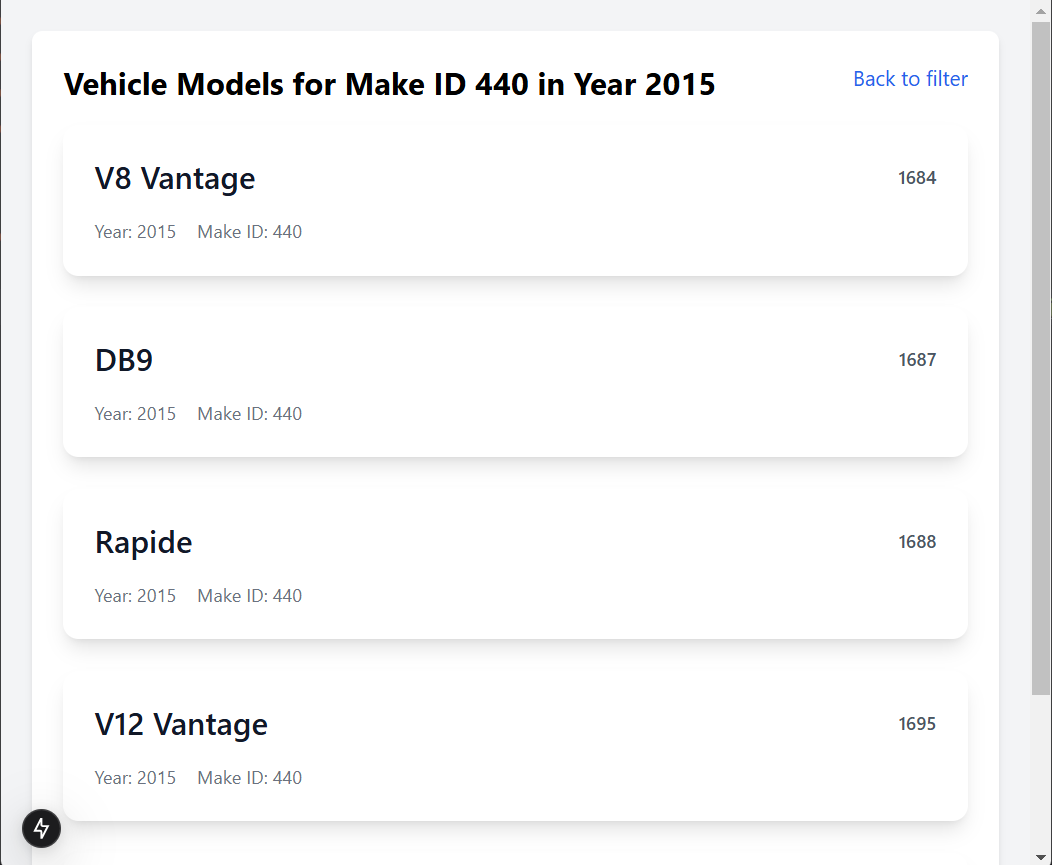 Vehicle Models for Make ID 440 in Year 2015 Back to filter
V8 Vantage 1684
Year: 2015 Make ID: 440
DB9 1687
Year: 2015 Make ID: 440
Rapide 1688
Year: 2015 Make ID: 440
V12 Vantage 1695
Year: 2015 Make ID: 440